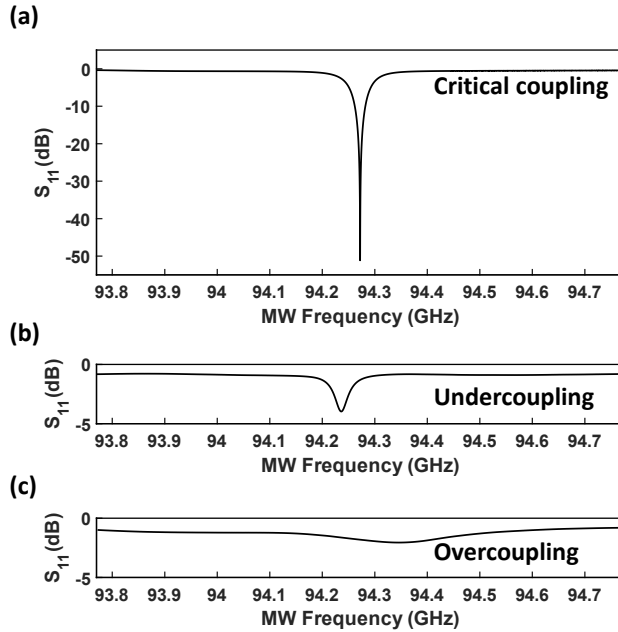 (a)
0
-10
-20
-30
-40
-50
S11 (dB)
Critical coupling
93.8 93.9 94 94.1 94.2 94.3 94.4 94.5 94.6 94.7
MW Frequency (GHz)
(b)
0
-5
S11 (dB)
Undercoupling
93.8 93.9 94 94.1 94.2 94.3 94.4 94.5 94.6 94.7
MW Frequency (GHz)
(c)
0
-5
S11 (dB)
Overcoupling
93.8 93.9 94 94.1 94.2 94.3 94.4 94.5 94.6 94.7
MW Frequency (GHz)